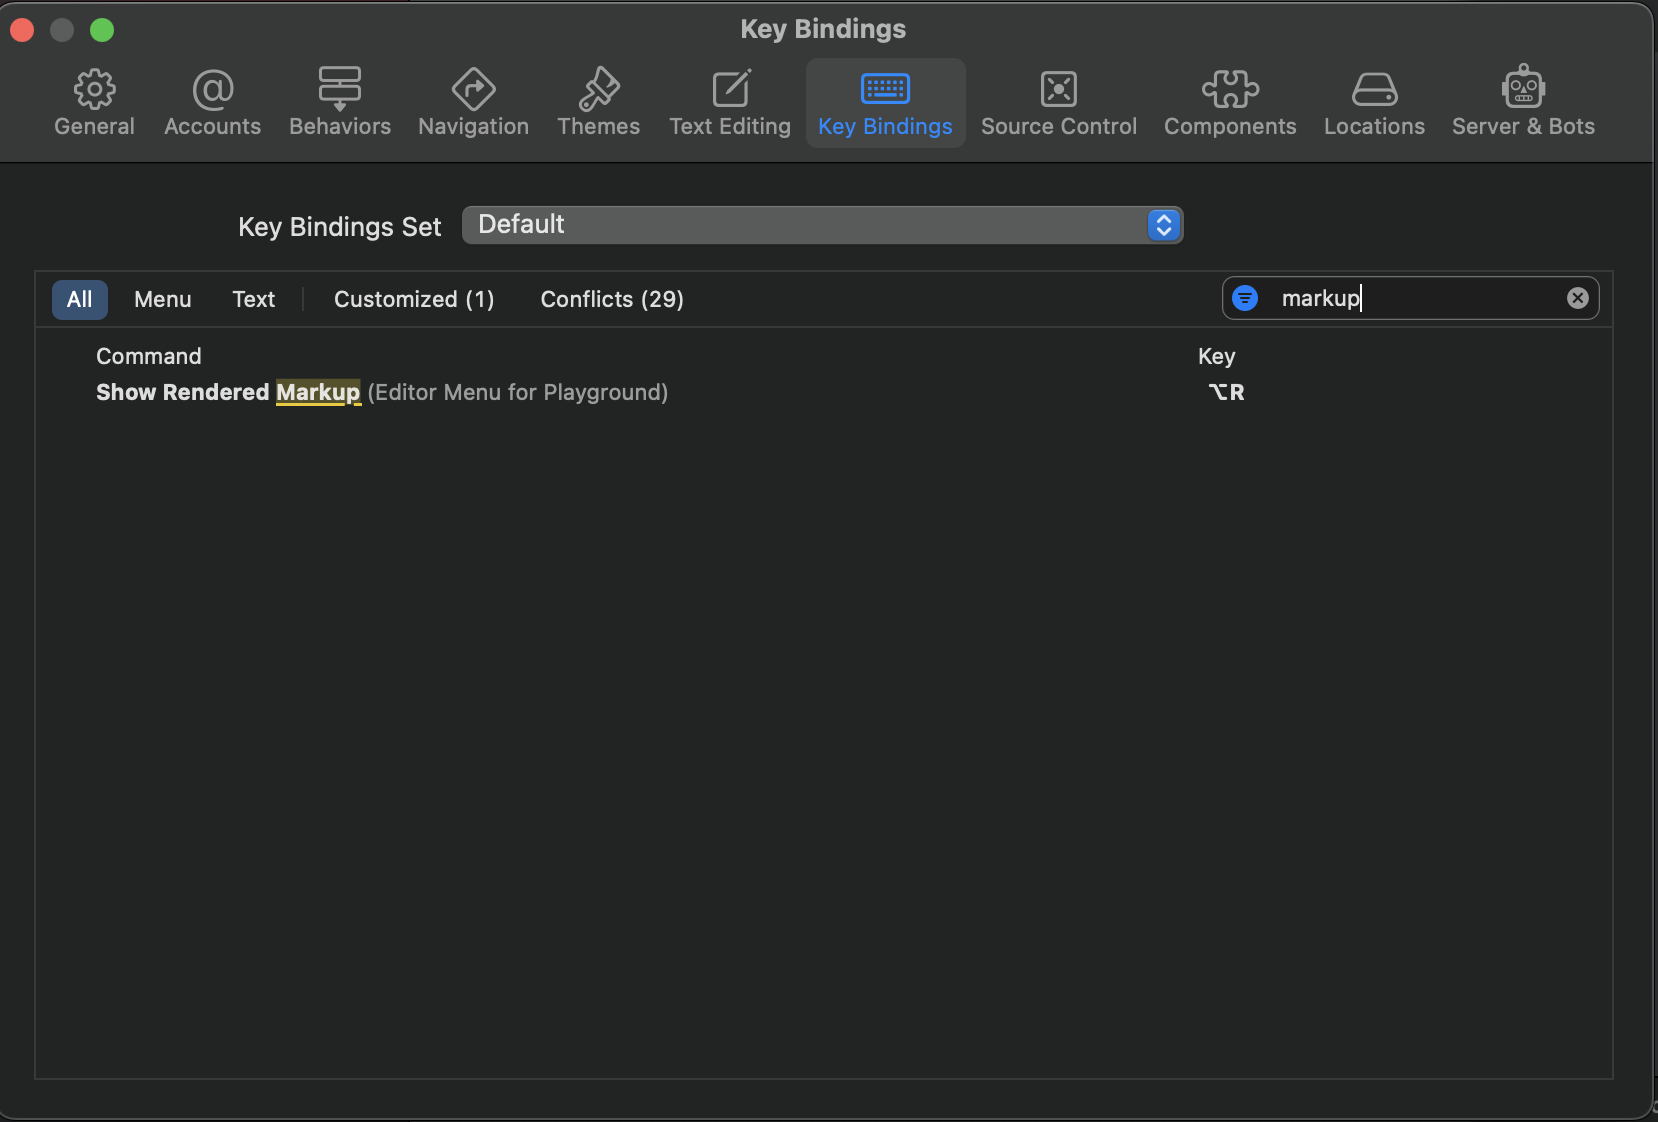 Key Bindings
General Accounts Behaviors Navigation Themes Text Editing Key Bindings Source Control Components Locations Server & Bots
Key Bindings Set Default
All Menu Text Customized (1) Conflicts (29) markup
Command Key
Show Rendered Markup (Editor Menu for Playground) ⌥R